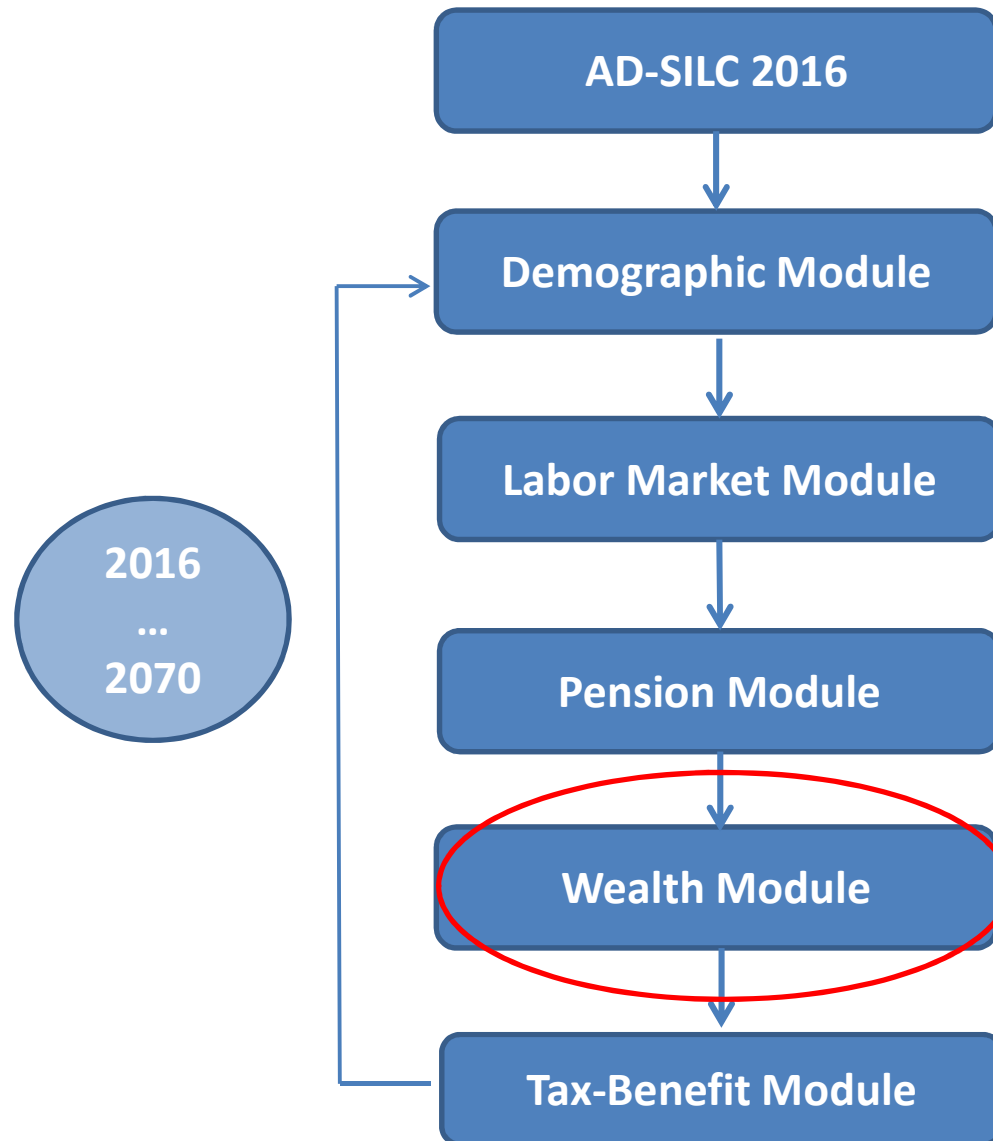 AD-SILC 2016
Demographic Module
Labor Market Module
2016
...
2070
Pension Module
Wealth Module
Tax-Benefit Module